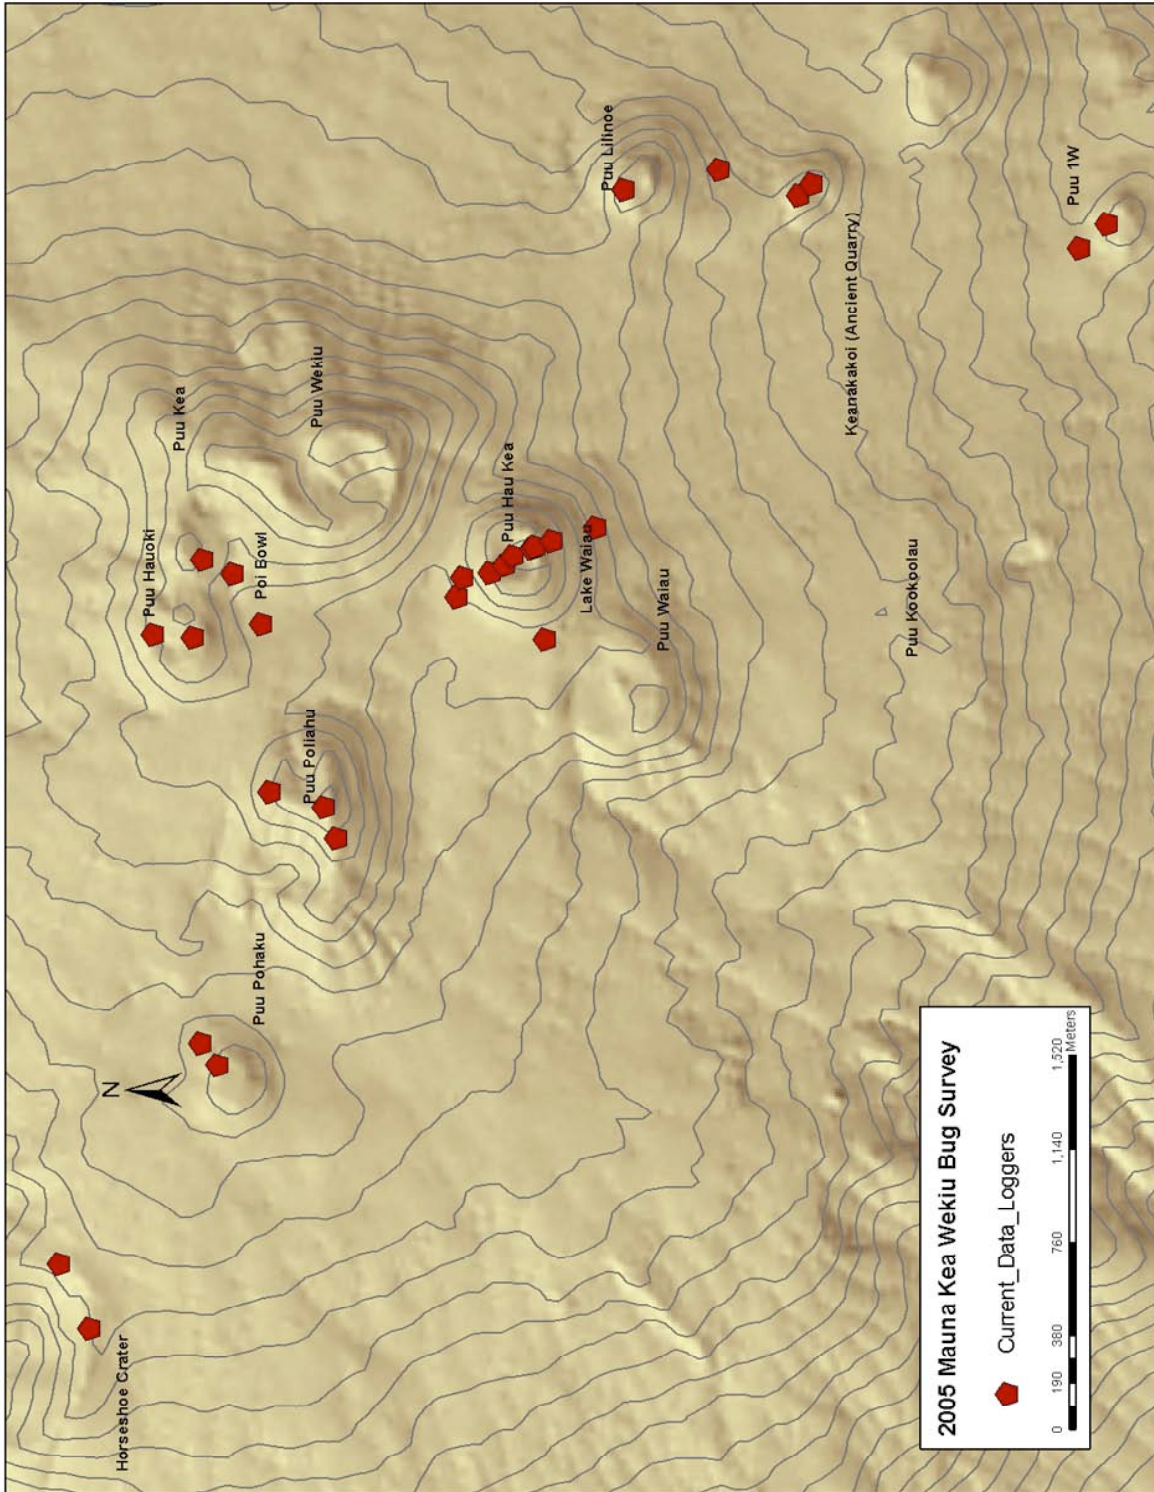 Horseshoe Crater
N
Puu Pohaku
Puu Poliahu
Puu Hauoki
Poi Bowl
Puu Kea
Puu Wekiu
Puu Hau Kea
Lake Waiau
Puu Waiau
Puu Lilinoe
Keanakakoi (Ancient Quarry)
Puu Kookoolau
Puu 1W
2005 Mauna Kea Wekiu Bug Survey
Current_Data_Loggers
0 190 380 760 1,140 1,520
Meters